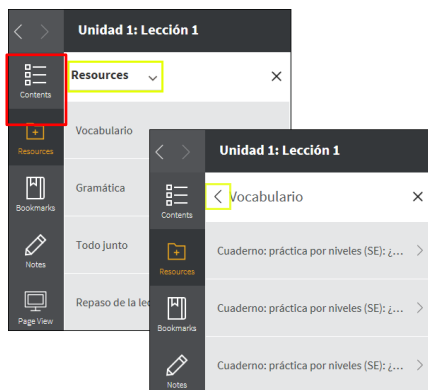 Unidad 1: Lección 1
Resources
Contents
Vocabulario
Resources
Gramática
Bookmarks
Todo junto
Notes
Repaso de la lec
Page View
Unidad 1: Lección 1
Vocabulario
Contents
Cuaderno: práctica por niveles (SE): ¿...
Resources
Cuaderno: práctica por niveles (SE): ¿...
Bookmarks
Cuaderno: práctica por niveles (SE): ¿...
Notes